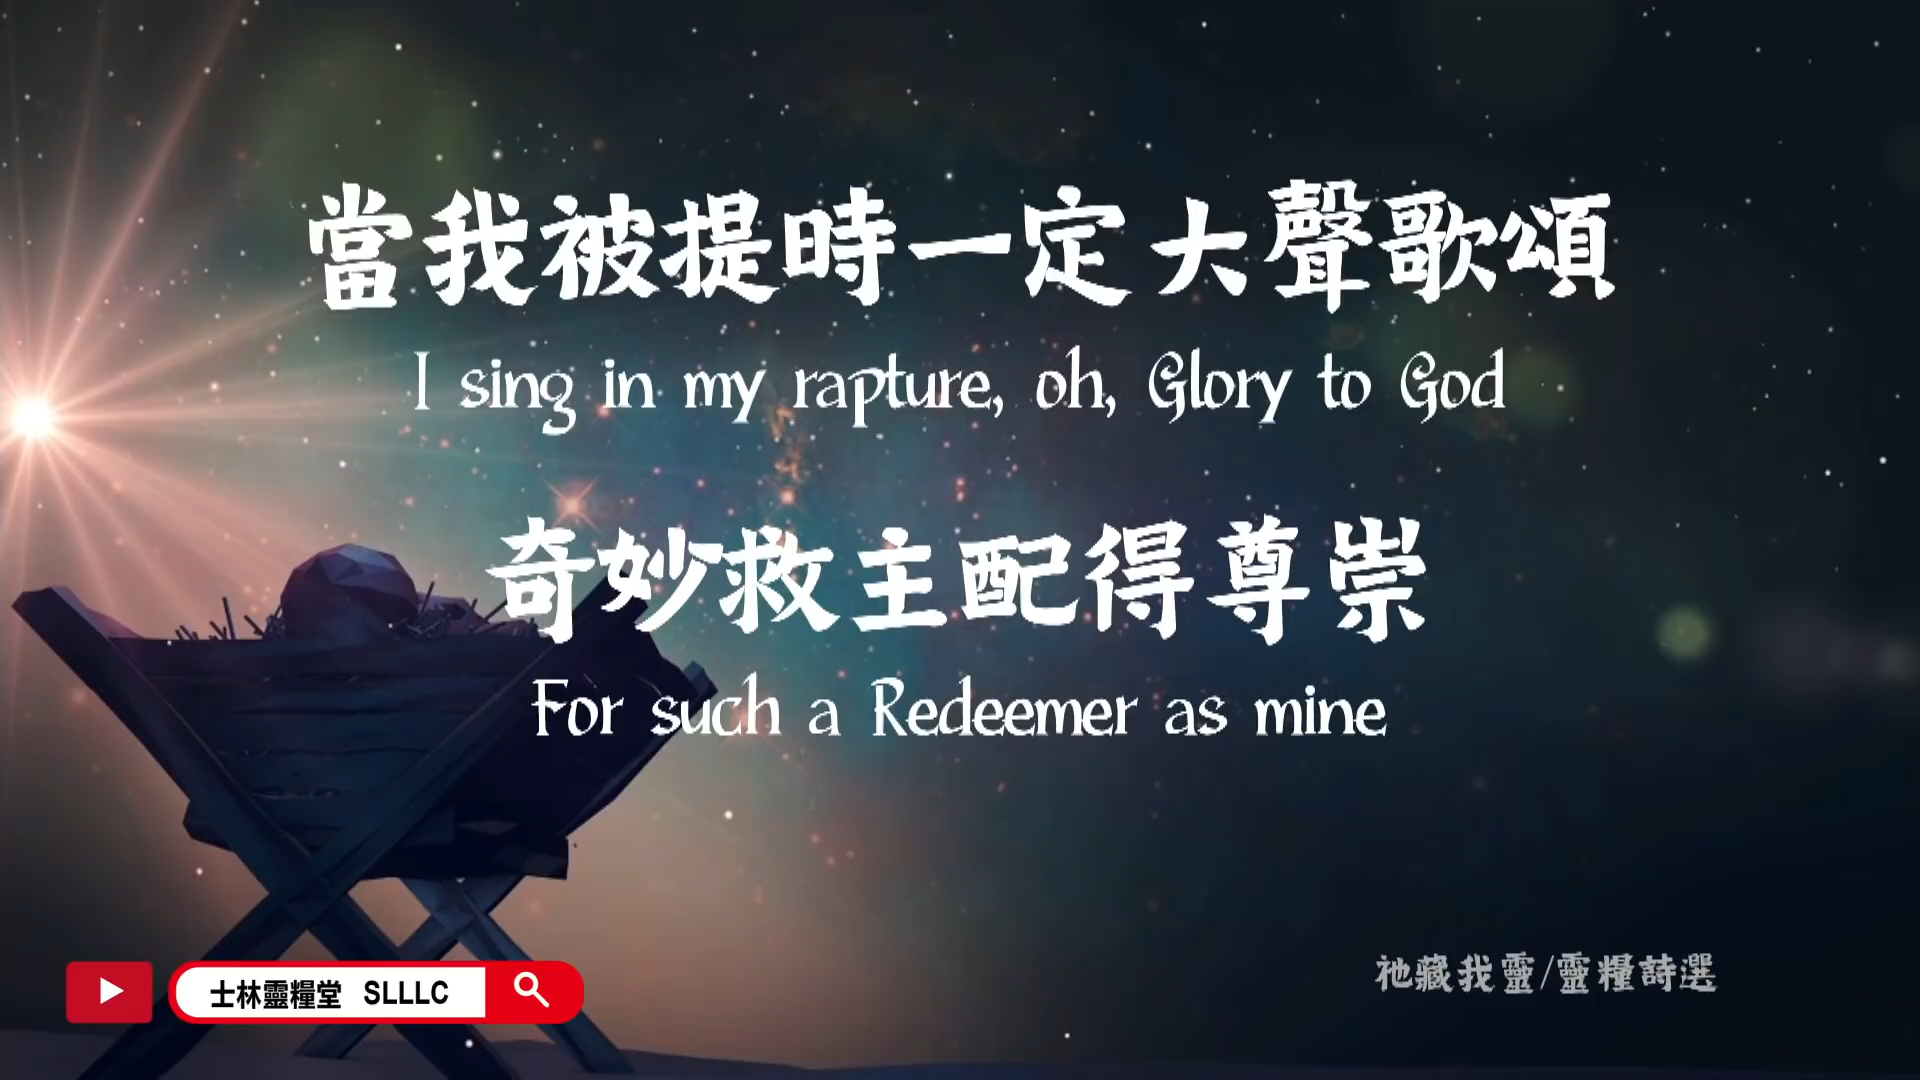 當我被提時一定大聲歌頌
I sing in my rapture, oh, Glory to God
奇妙救主配得尊崇
For such a Redeemer as mine
祂藏我靈/靈糧詩選
士林靈糧堂 SLLLC